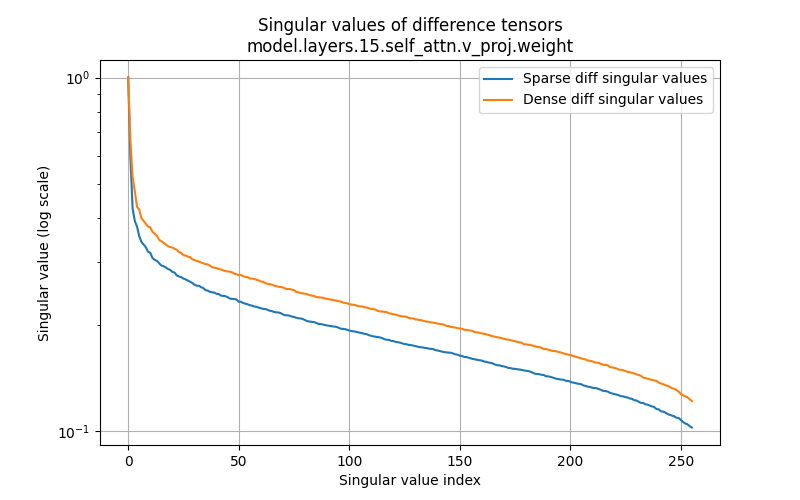 Singular values of difference tensors
model.layers.15.self_attn.v_proj.weight
Sparse diff singular values
Dense diff singular values
Singular value (log scale)
10⁰
10⁻¹
0 50 100 150 200 250
Singular value index